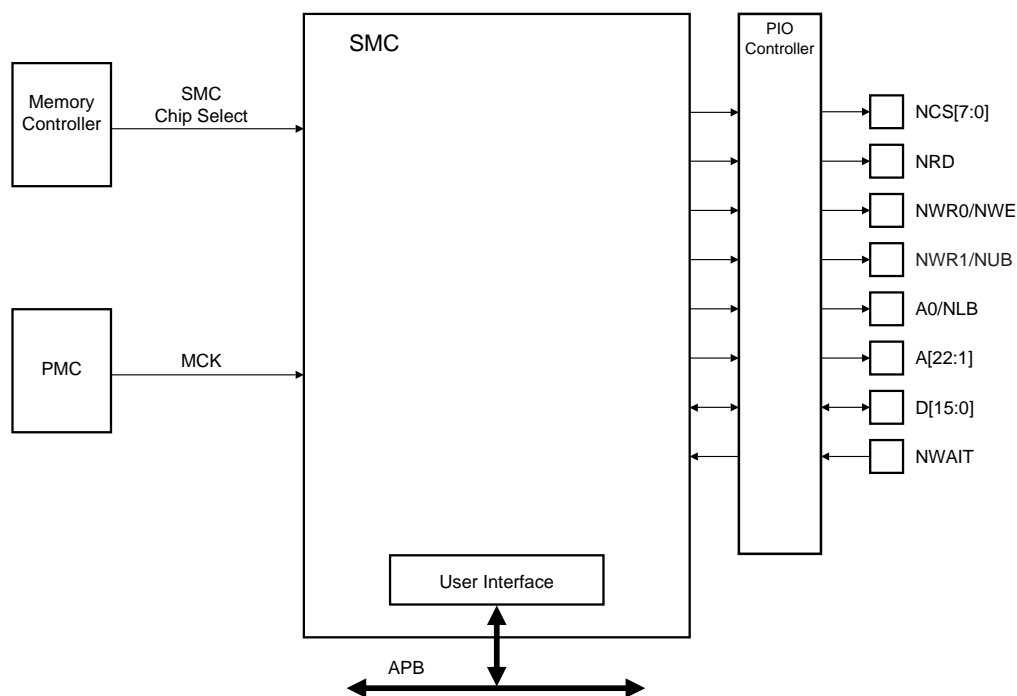 SMC
PIO
Controller
Memory
Controller
SMC
Chip Select
NCS[7:0]
NRD
NWR0/NWE
NWR1/NUB
A0/NLB
PMC
MCK
A[22:1]
D[15:0]
NWAIT
User Interface
APB